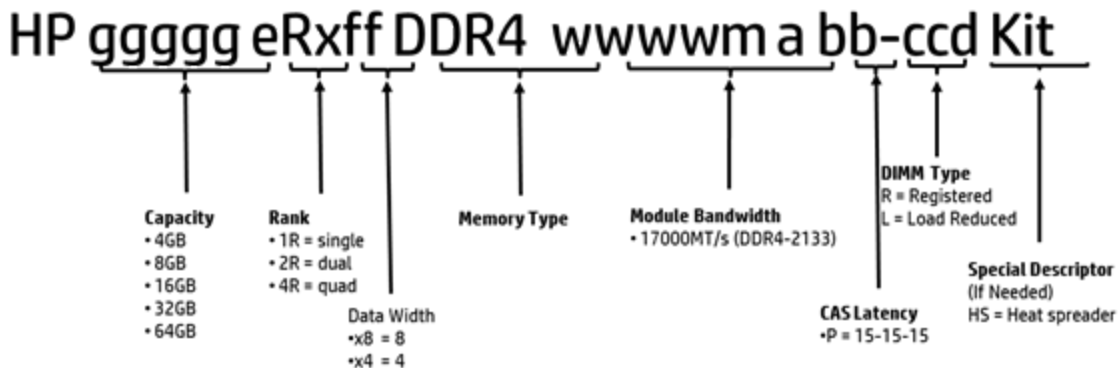 HP ggggg eRxff DDR4 wwwwm a bb-ccd Kit
Capacity
• 4GB
• 8GB
• 16GB
• 32GB
• 64GB
Rank
• 1R = single
• 2R = dual
• 4R = quad
Data Width
•x8 = 8
•x4 = 4
Memory Type
Module Bandwidth
• 17000MT/s (DDR4-2133)
CAS Latency
•P = 15-15-15
DIMM Type
R = Registered
L = Load Reduced
Special Descriptor
(If Needed)
HS = Heat spreader